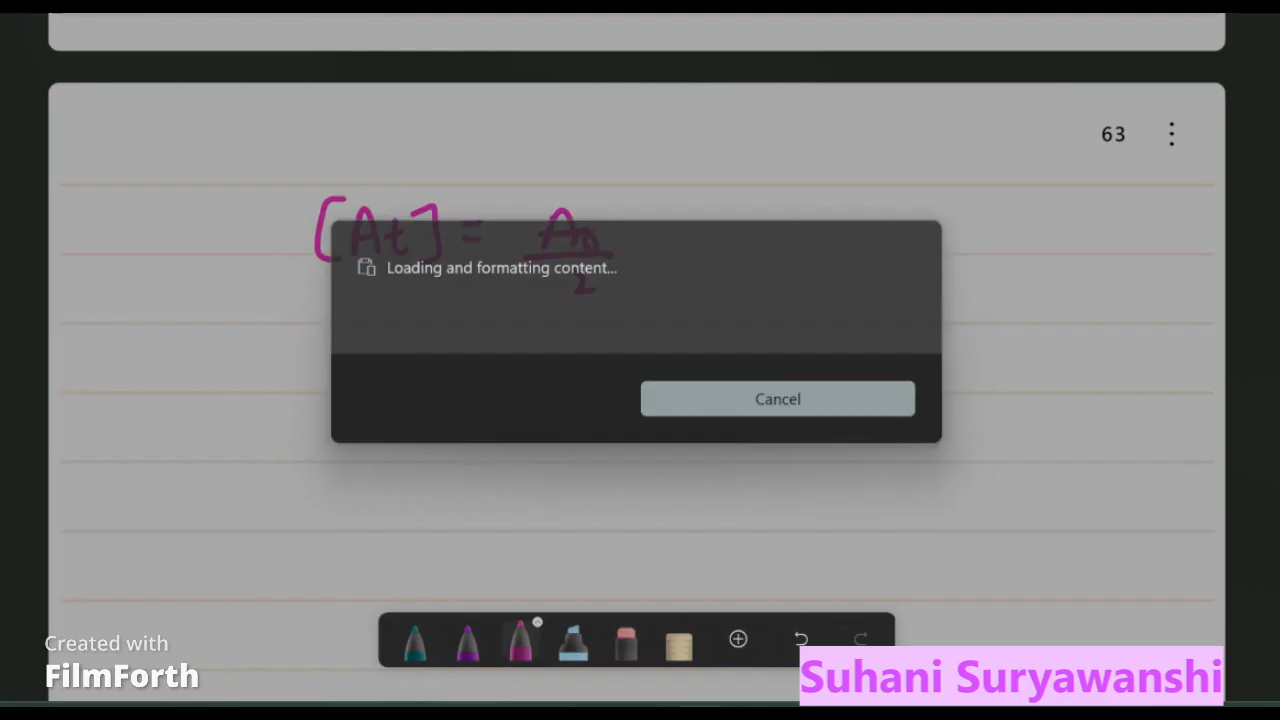 63
[At] = A0
2
Loading and formatting content...
Cancel
Created with
FilmForth
Suhani Suryawanshi